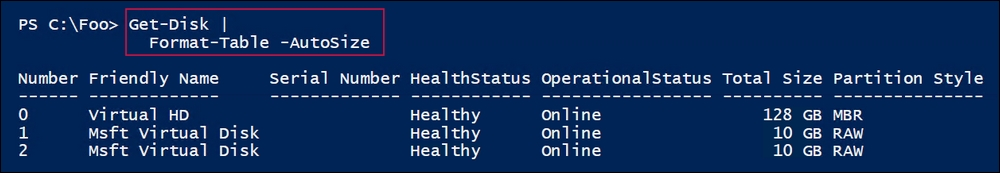 PS C:\Foo> Get-Disk |
Format-Table -AutoSize
Number Friendly Name Serial Number HealthStatus OperationalStatus Total Size Partition Style
------ ------------- ------------- ------------ ----------------- ---------- ---------------
0 Virtual HD Healthy Online 128 GB MBR
1 Msft Virtual Disk Healthy Online 10 GB RAW
2 Msft Virtual Disk Healthy Online 10 GB RAW